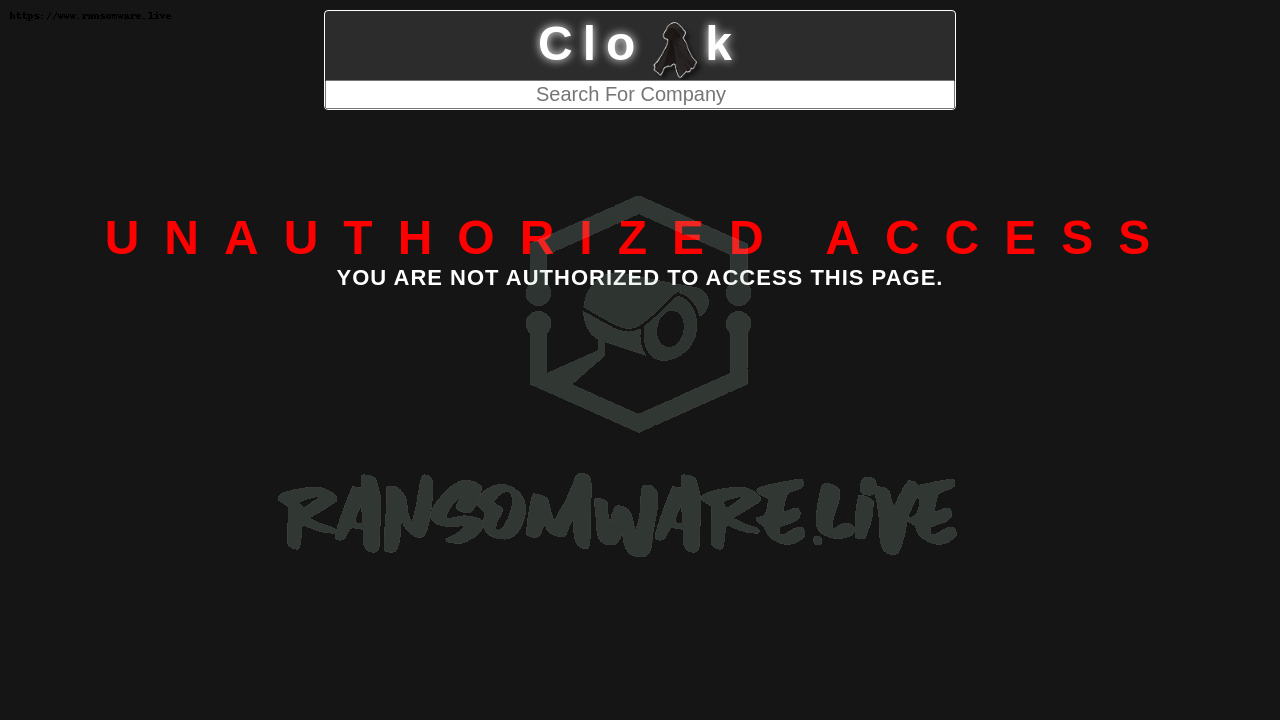 https://www.ransomware.live
Clo k
Search For Company
UNAUTHORIZED ACCESS
YOU ARE NOT AUTHORIZED TO ACCESS THIS PAGE.
RANSOMWARE.LIVE